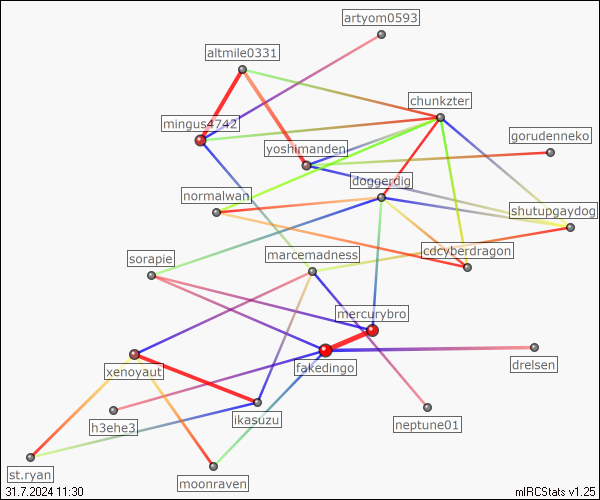 artyom0593
altmile0331
chunkzter
mingus4742
gorudenneko
yoshimanden
doggerdig
normalwan
shutupgaydog
sorapie
marcemadness
cdcyberdragon
mercurybro
xenoyaut
fakedingo
drelsen
h3ehe3
ikasuzu
neptune01
st.ryan
moonraven
31.7.2024 11:30
mIRCStats v1.25